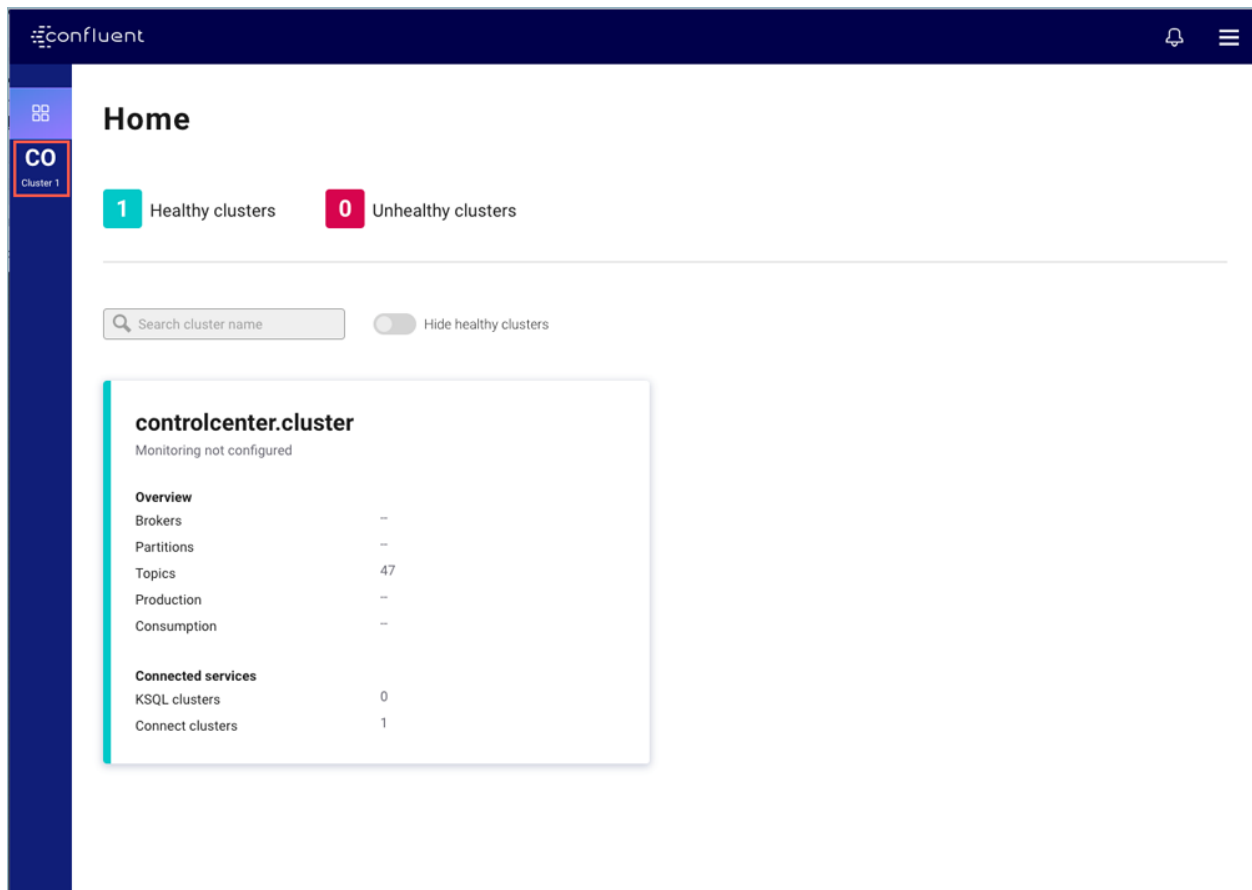 confluent
Home
CO
Cluster 1
1 Healthy clusters 0 Unhealthy clusters
Search cluster name Hide healthy clusters
controlcenter.cluster
Monitoring not configured
Overview
Brokers --
Partitions --
Topics 47
Production --
Consumption --
Connected services
KSQL clusters 0
Connect clusters 1